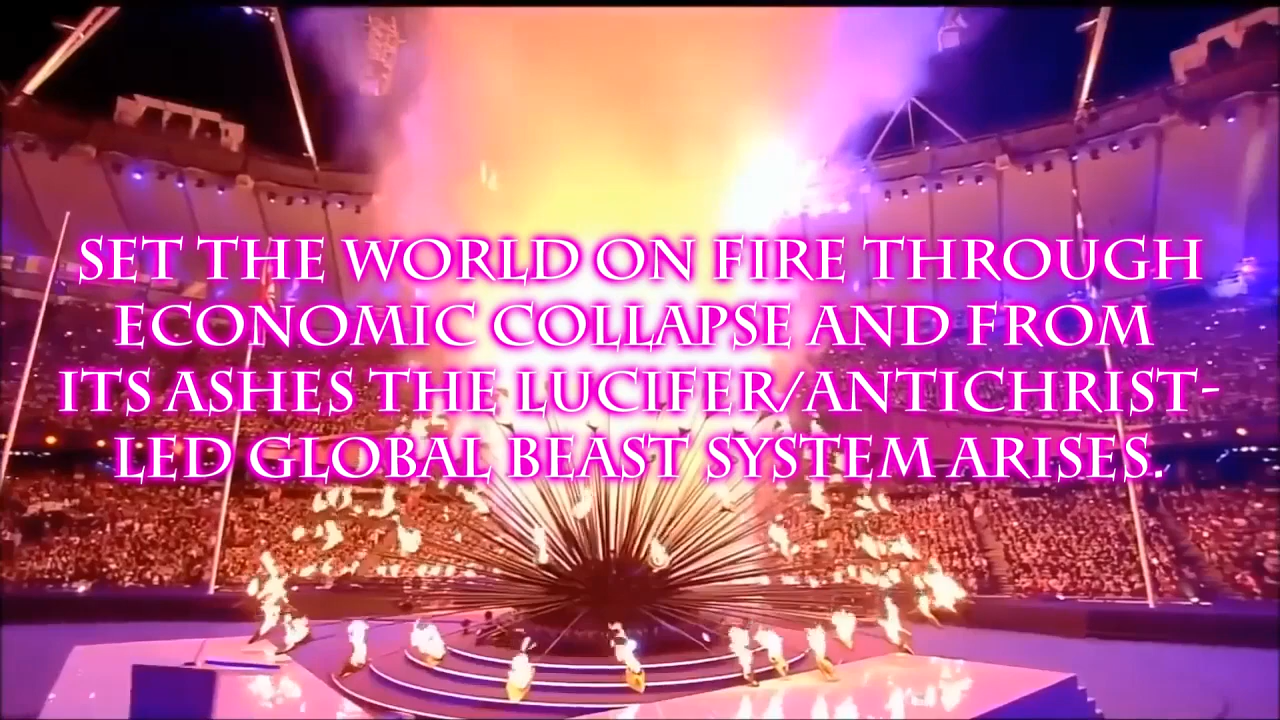 SET THE WORLD ON FIRE THROUGH
ECONOMIC COLLAPSE AND FROM
ITS ASHES THE LUCIFER/ANTICHRIST-
LED GLOBAL BEAST SYSTEM ARISES.